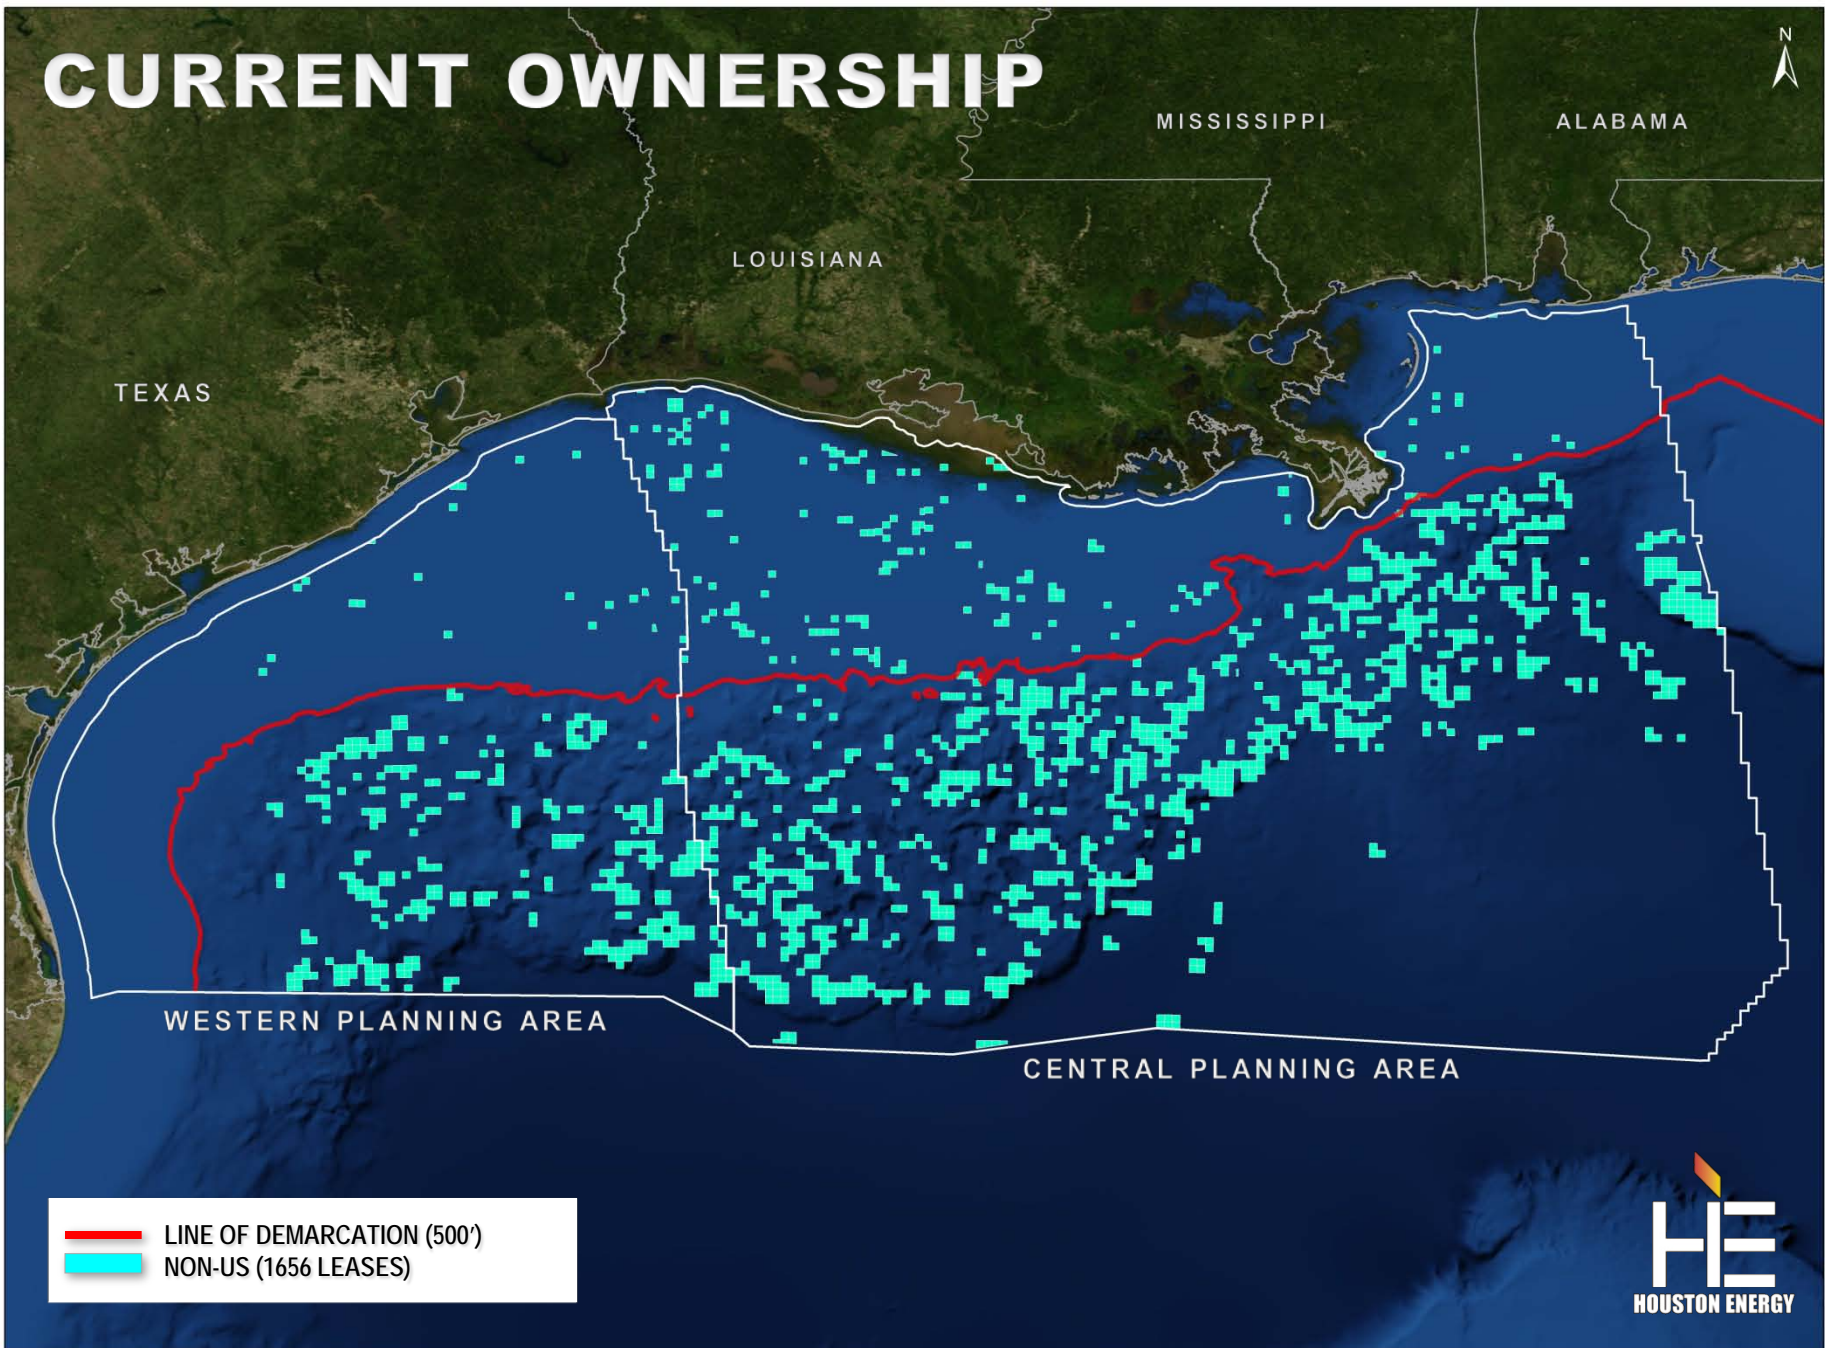 CURRENT OWNERSHIP
N
MISSISSIPPI
ALABAMA
LOUISIANA
TEXAS
WESTERN PLANNING AREA
CENTRAL PLANNING AREA
LINE OF DEMARCATION (500')
NON-US (1656 LEASES)
HE
HOUSTON ENERGY